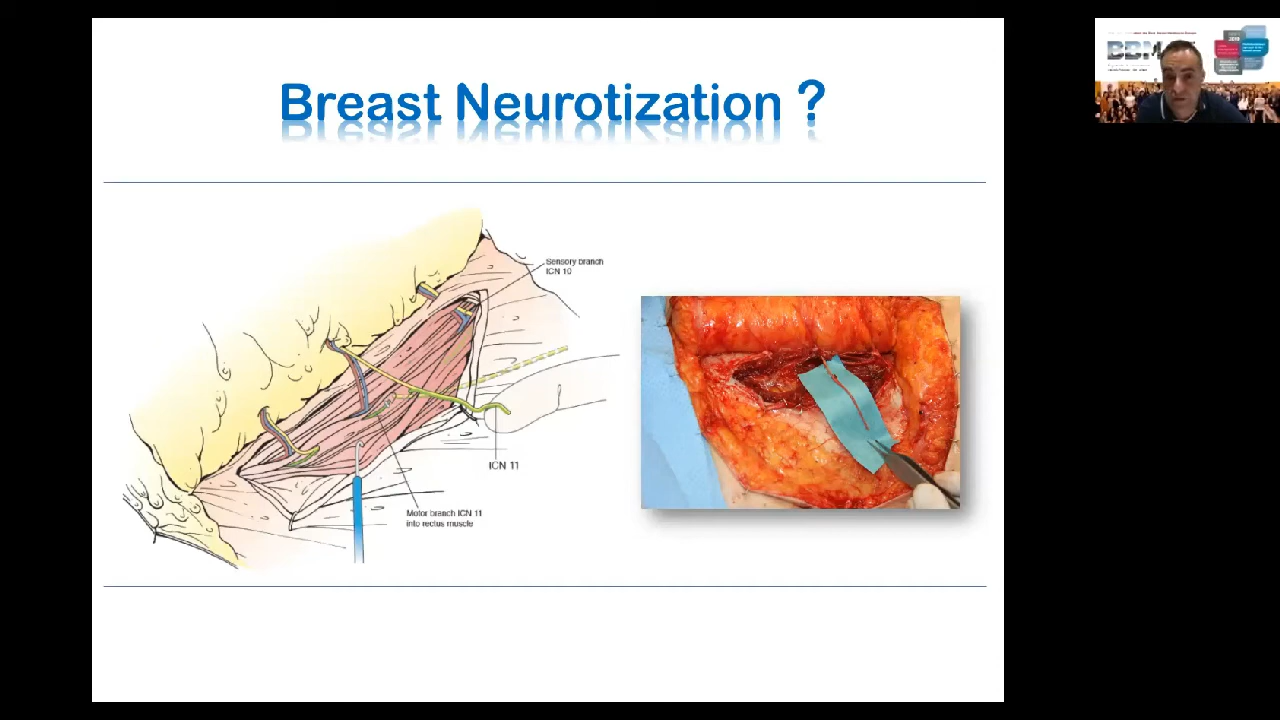 Breast Neurotization ?
Sensory branch
ICN 10
ICN 11
Motor branch ICN 11
into rectus muscle